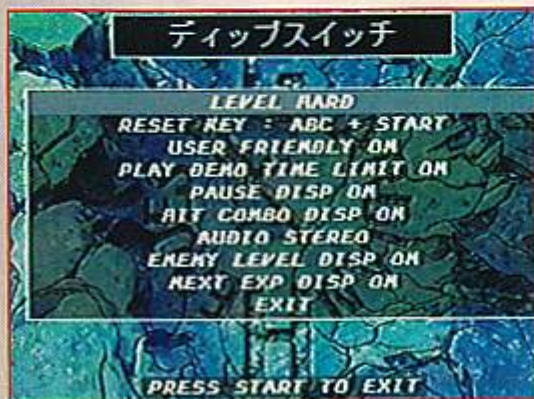 ディップスイッチ
LEVEL HARD
RESET KEY : ABC + START
USER FRIENDLY ON
PLAY DEMO TIME LIMIT ON
PAUSE DISP ON
HIT COMBO DISP ON
AUDIO STEREO
ENEMY LEVEL DISP ON
NEXT EXP DISP ON
EXIT
PRESS START TO EXIT